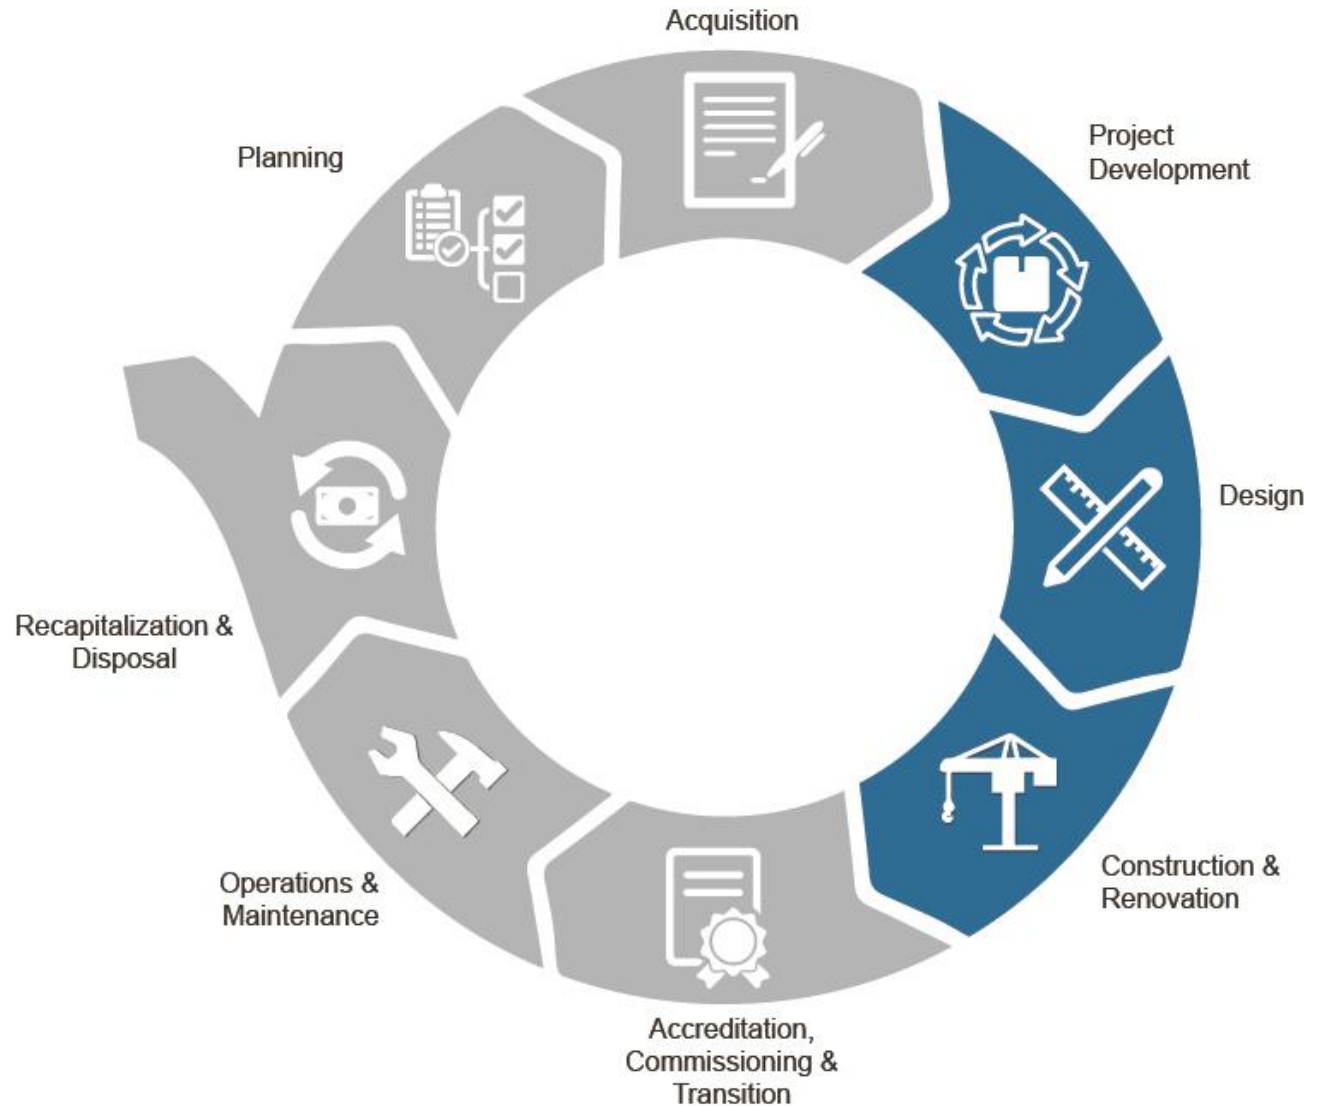 Acquisition
Project
Development
Planning
Design
Recapitalization &
Disposal
Construction &
Renovation
Operations &
Maintenance
Accreditation,
Commissioning &
Transition